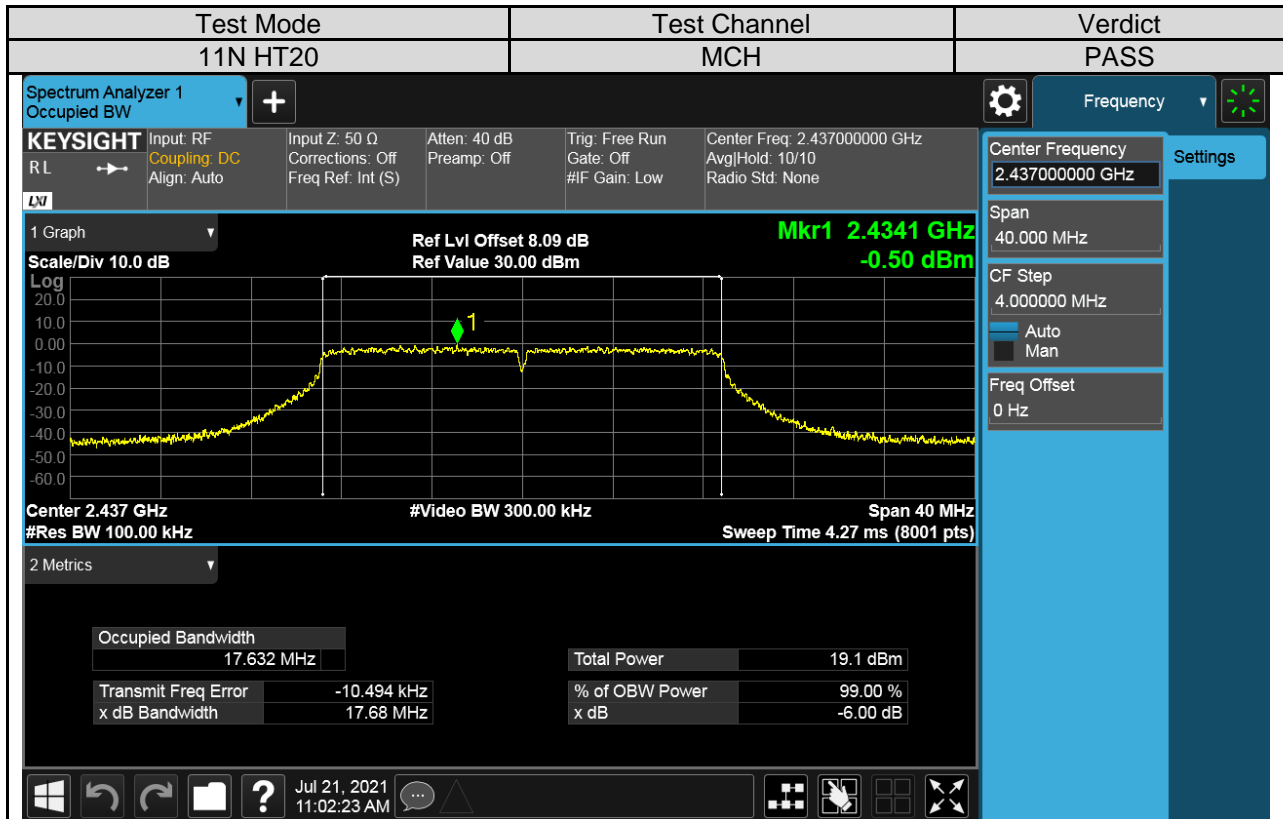 Test Mode Test Channel Verdict
11N HT20 MCH PASS
Spectrum Analyzer 1
Occupied BW
+
Frequency
KEYSIGHT Input: RF Input Z: 50 Ω Atten: 40 dB Trig: Free Run Center Freq: 2.437000000 GHz
RL Coupling: DC Corrections: Off Preamp: Off Gate: Off Avg|Hold: 10/10
Align: Auto Freq Ref: Int (S) #IF Gain: Low Radio Std: None
LXI
Center Frequency
2.437000000 GHz
Settings
Span
40.000 MHz
CF Step
4.000000 MHz
Auto
Man
Freq Offset
0 Hz
1 Graph Ref Lvl Offset 8.09 dB Mkr1 2.4341 GHz
Scale/Div 10.0 dB Ref Value 30.00 dBm -0.50 dBm
Log
20.0
10.0
1
0.00
-10.0
-20.0
-30.0
-40.0
-50.0
-60.0
Center 2.437 GHz #Video BW 300.00 kHz Span 40 MHz
#Res BW 100.00 kHz Sweep Time 4.27 ms (8001 pts)
2 Metrics
Occupied Bandwidth
17.632 MHz Total Power 19.1 dBm
Transmit Freq Error -10.494 kHz % of OBW Power 99.00 %
x dB Bandwidth 17.68 MHz x dB -6.00 dB
? Jul 21, 2021
11:02:23 AM